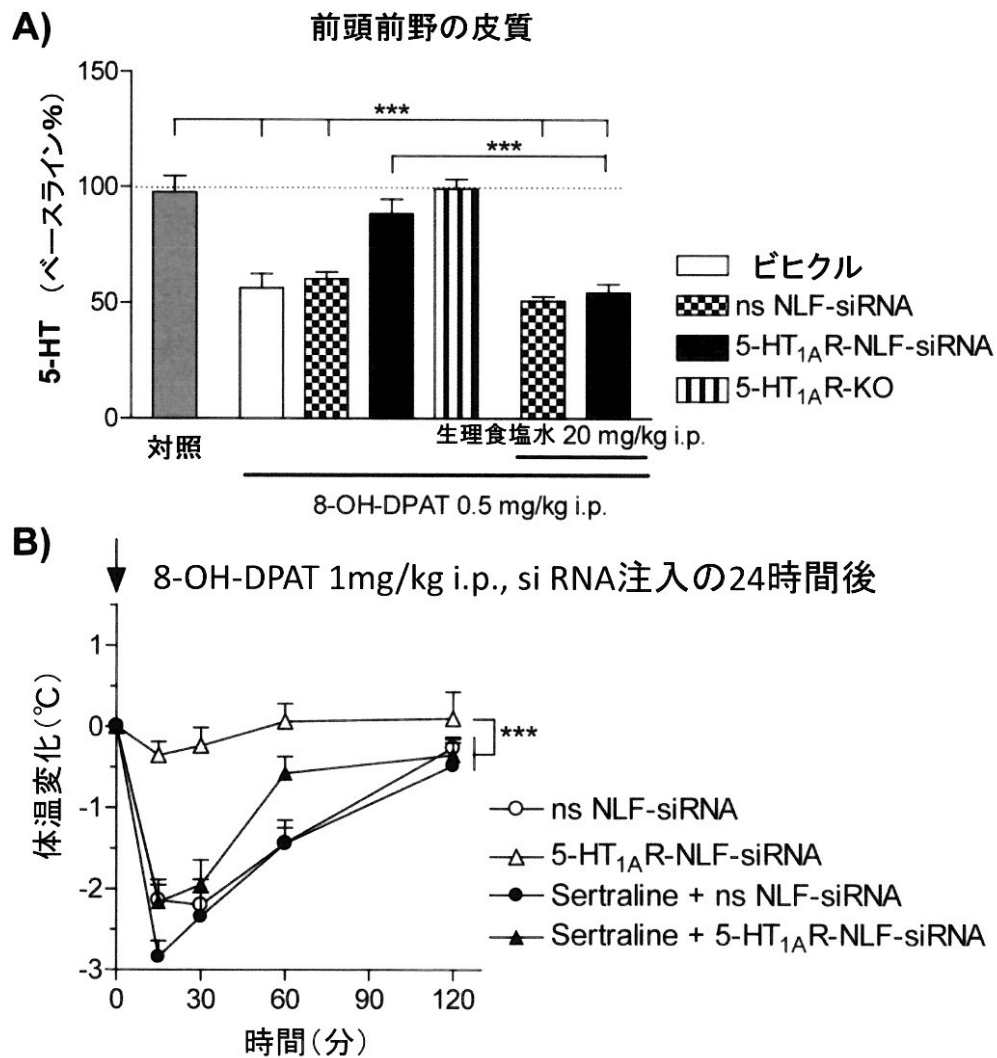 A)
前頭前野の皮質
5-HT (ベースライン%)
150
100
50
0
***
***
対照
生理食塩水 20 mg/kg i.p.
8-OH-DPAT 0.5 mg/kg i.p.
ビヒクル
ns NLF-siRNA
5-HT1AR-NLF-siRNA
5-HT1AR-KO
B)
8-OH-DPAT 1mg/kg i.p., si RNA注入の24時間後
体温変化(℃)
1
0
-1
-2
-3
***
ns NLF-siRNA
5-HT1AR-NLF-siRNA
Sertraline + ns NLF-siRNA
Sertraline + 5-HT1AR-NLF-siRNA
0 30 60 90 120
時間(分)